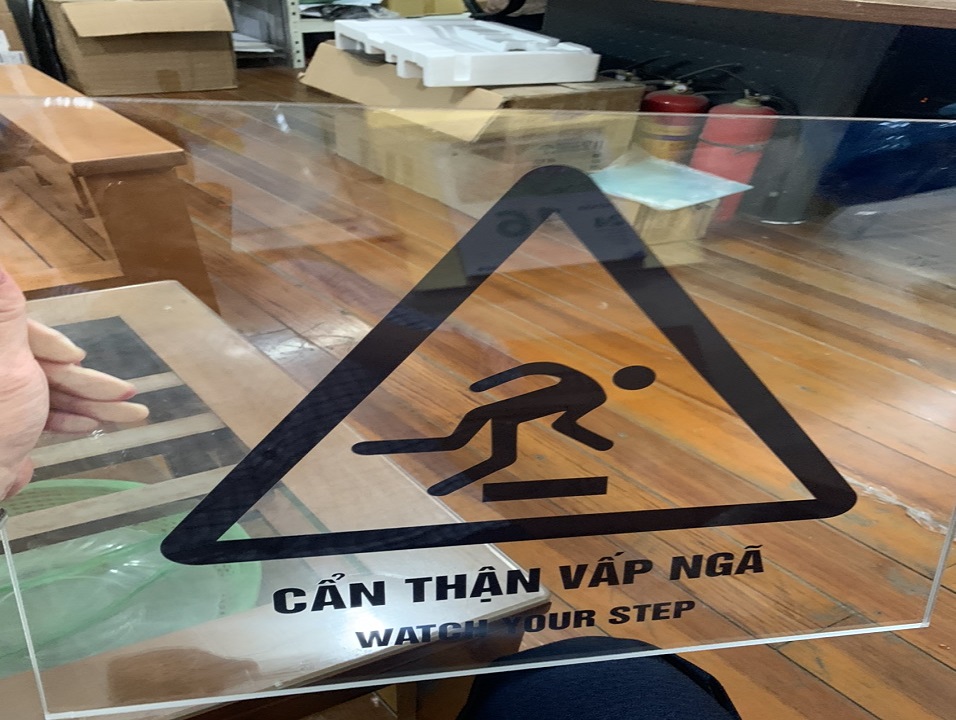 CẨN THẬN VẤP NGÃ
WATCH YOUR STEP